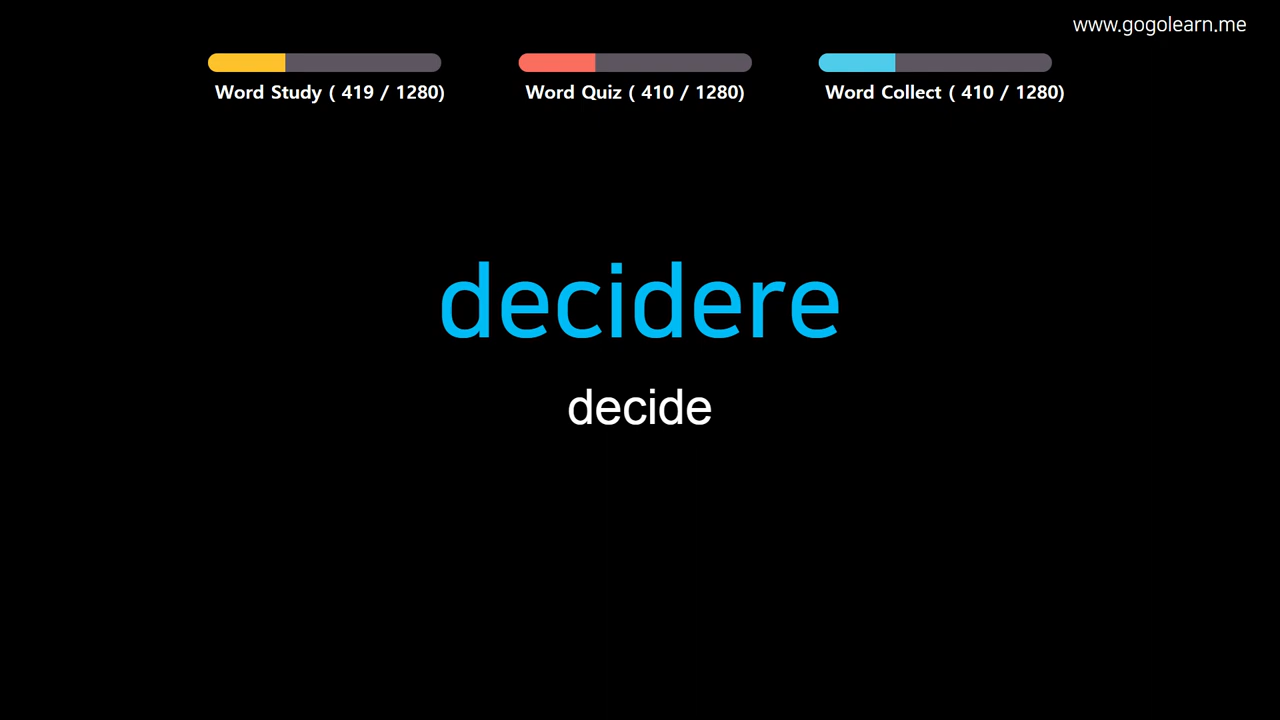 www.gogolearn.me
Word Study ( 419 / 1280)
Word Quiz ( 410 / 1280)
Word Collect ( 410 / 1280)
decidere
decide